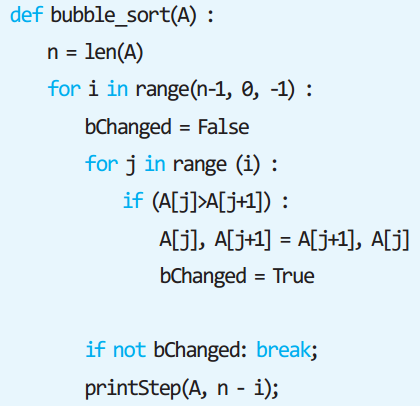 def bubble_sort(A) :
    n = len(A)
    for i in range(n-1, 0, -1) :
        bChanged = False
        for j in range (i) :
            if (A[j]>A[j+1]) :
                A[j], A[j+1] = A[j+1], A[j]
                bChanged = True

        if not bChanged: break;
        printStep(A, n - i);